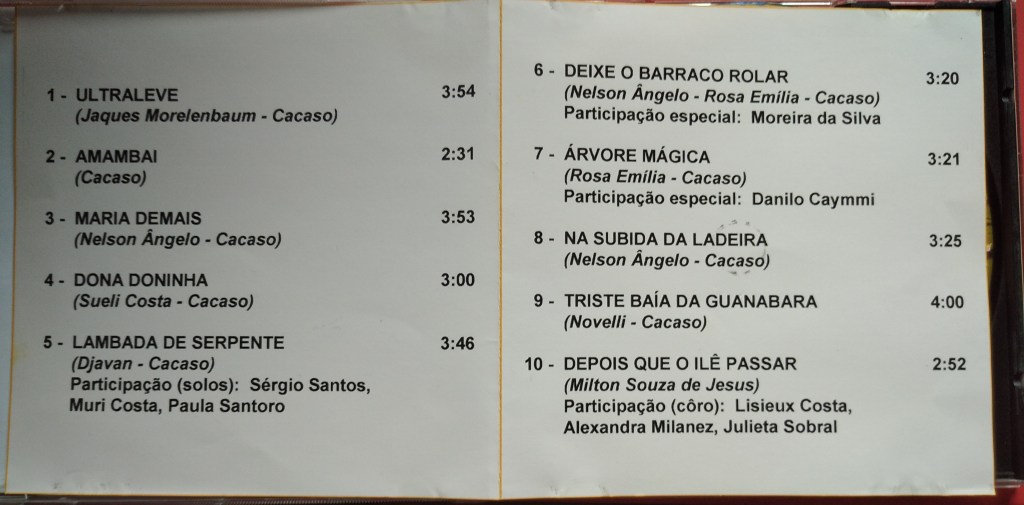 1 - ULTRALEVE 3:54
(Jaques Morelenbaum - Cacaso)
2 - AMAMBAI 2:31
(Cacaso)
3 - MARIA DEMAIS 3:53
(Nelson Ângelo - Cacaso)
4 - DONA DONINHA 3:00
(Sueli Costa - Cacaso)
5 - LAMBADA DE SERPENTE 3:46
(Djavan - Cacaso)
Participação (solos): Sérgio Santos,
Muri Costa, Paula Santoro
6 - DEIXE O BARRACO ROLAR 3:20
(Nelson Ângelo - Rosa Emília - Cacaso)
Participação especial: Moreira da Silva
7 - ÁRVORE MÁGICA 3:21
(Rosa Emília - Cacaso)
Participação especial: Danilo Caymmi
8 - NA SUBIDA DA LADEIRA 3:25
(Nelson Ângelo - Cacaso)
9 - TRISTE BAÍA DA GUANABARA 4:00
(Novelli - Cacaso)
10 - DEPOIS QUE O ILÊ PASSAR 2:52
(Milton Souza de Jesus)
Participação (côro): Lisieux Costa,
Alexandra Milanez, Julieta Sobral